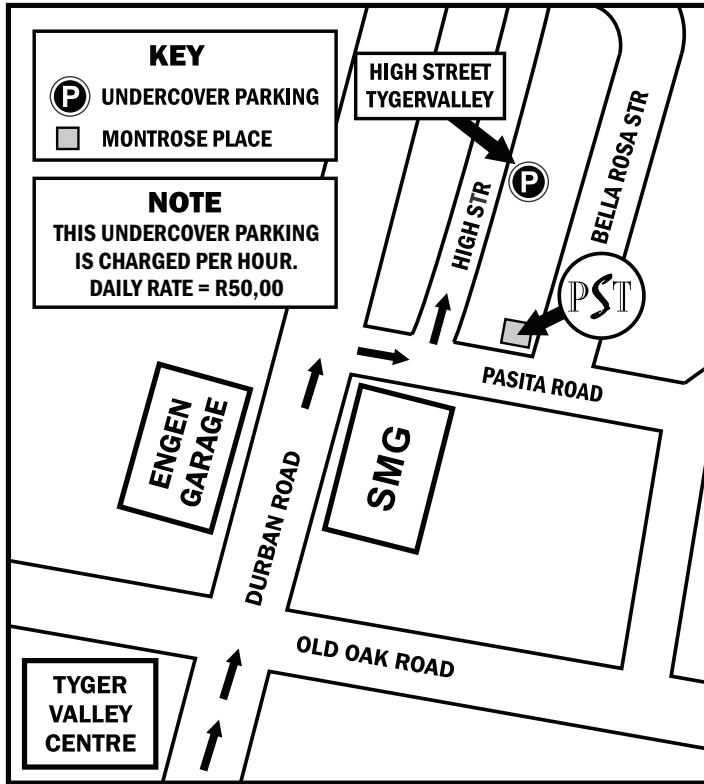 KEY
P UNDERCOVER PARKING
MONTROSE PLACE
NOTE
THIS UNDERCOVER PARKING
IS CHARGED PER HOUR.
DAILY RATE = R50,00
HIGH STREET
TYGERVALLEY
P
HIGH STR
BELLA ROSA STR
PST
PASITA ROAD
ENGEN
GARAGE
SMG
DURBAN ROAD
OLD OAK ROAD
TYGER
VALLEY
CENTRE